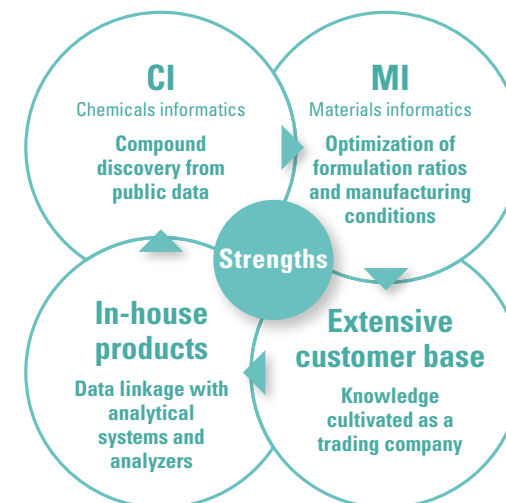 CI
Chemicals informatics
Compound
discovery from
public data
MI
Materials informatics
Optimization of
formulation ratios
and manufacturing
conditions
Strengths
In-house
products
Data linkage with
analytical
systems and
analyzers
Extensive
customer base
Knowledge
cultivated as a
trading company